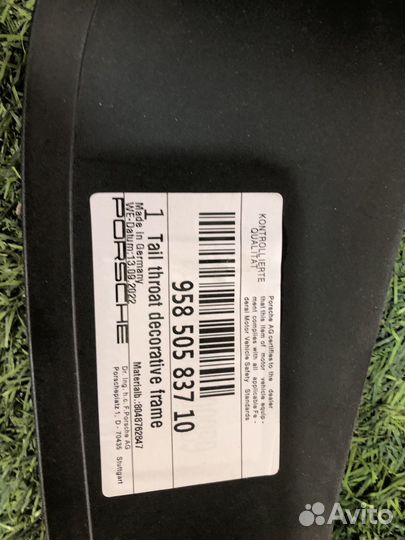 KONTROLLIERTE
QUALITÄT
Porsche AG certifies to the dealer
that this item of motor vehicle equip -
ment complies with all applicable Fe -
deral Motor Vehicle Safety Standards
958 505 837 10
1 Tail throat decorative frame
Made in Germany
WE-Datum:13.09.2022
Materialb.:8048762847
PORSCHE
Dr. Ing. h.c. F.Porsche AG
Porscheplatz 1, D - 70435 Stuttgart
Avito